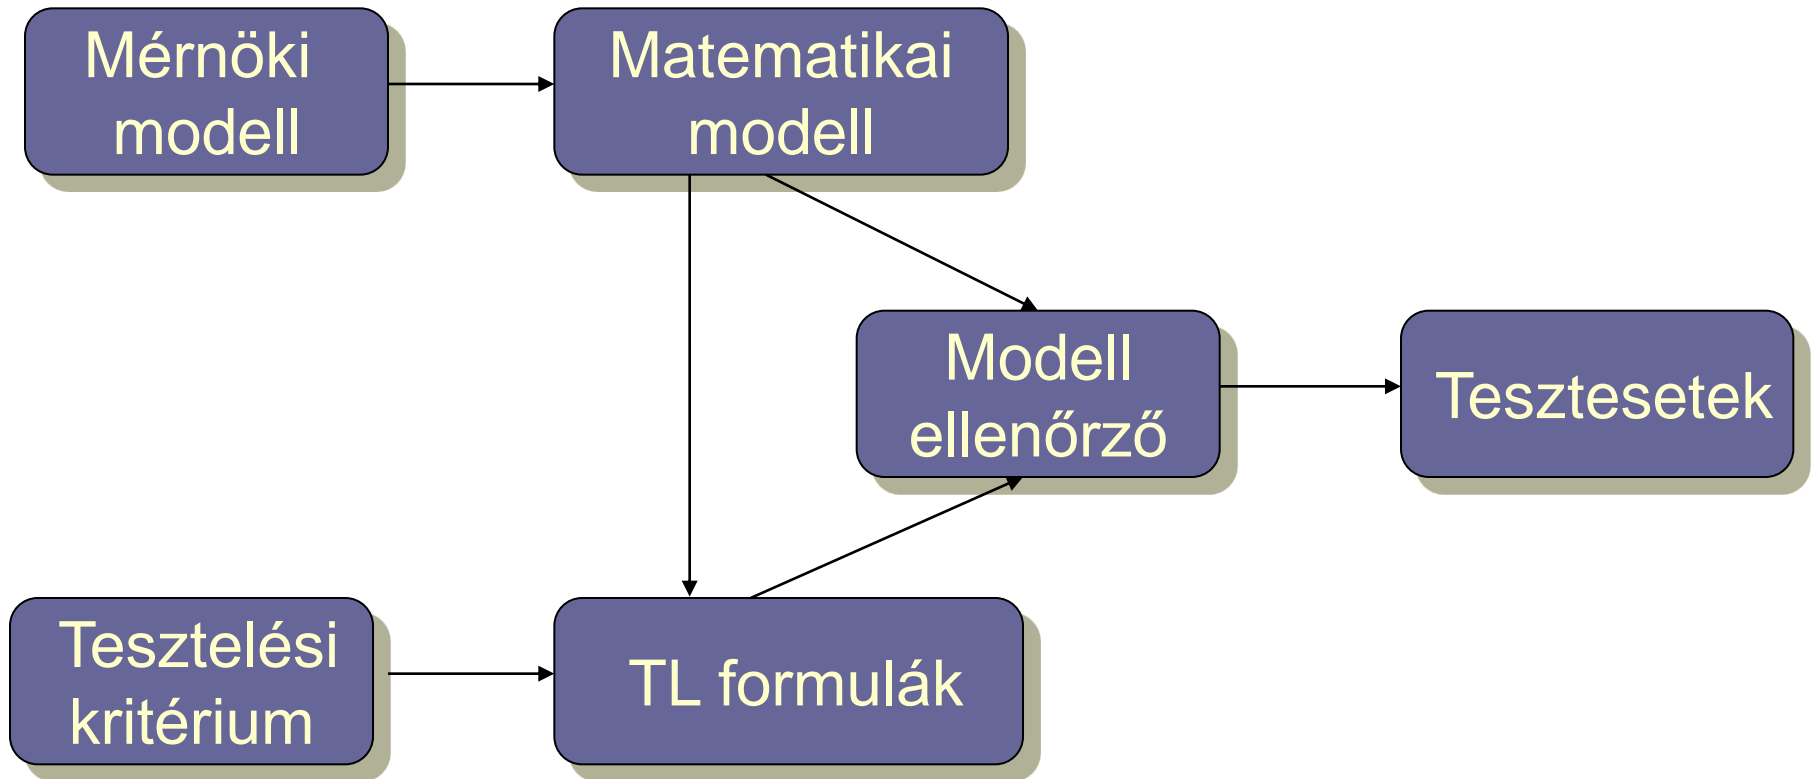 Mérnöki
modell
Matematikai
modell
Modell
ellenőrző
Tesztesetek
Tesztelési
kritérium
TL formulák